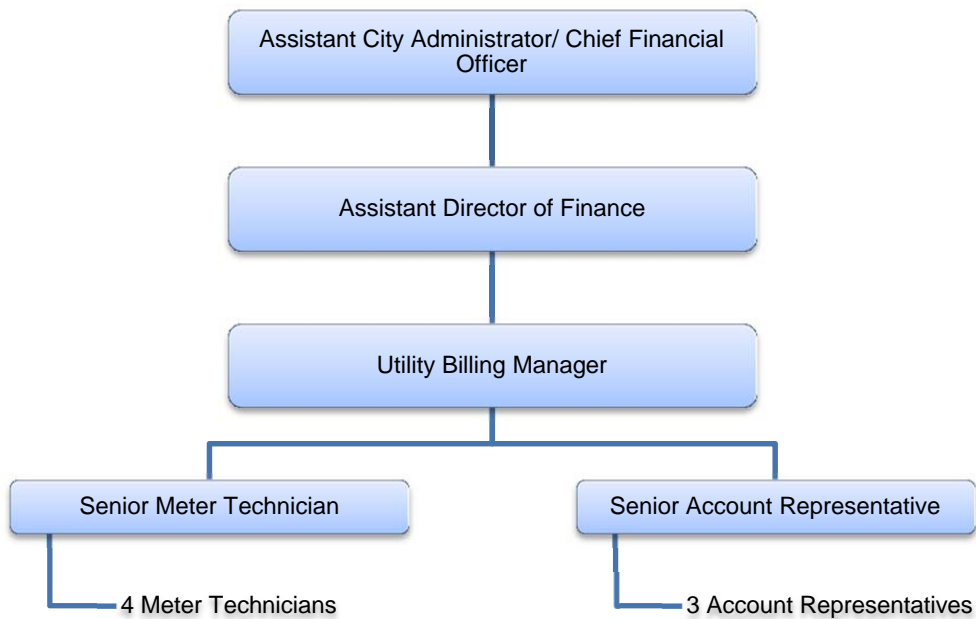 Assistant City Administrator/ Chief Financial
Officer
Assistant Director of Finance
Utility Billing Manager
Senior Meter Technician
Senior Account Representative
4 Meter Technicians
3 Account Representatives